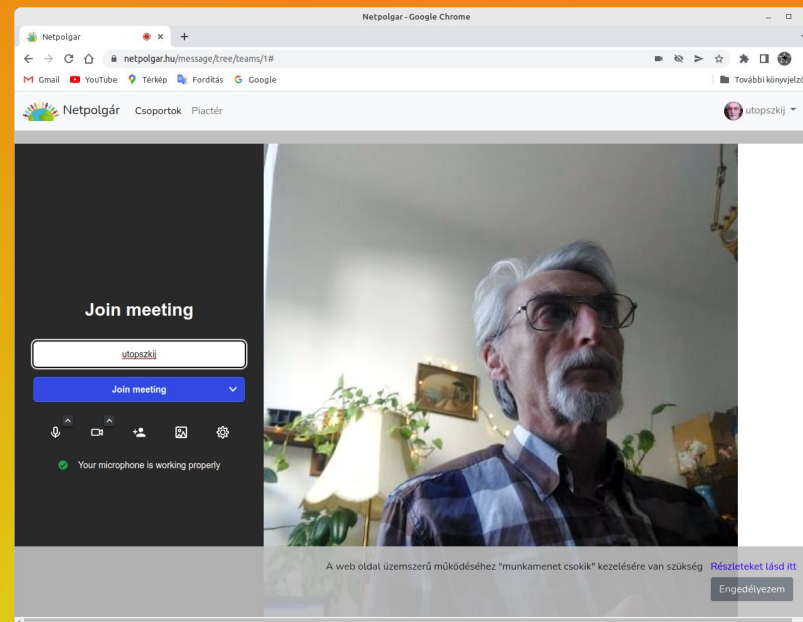 Netpolgar - Google Chrome
Netpolgar
netpolgar.hu/message/tree/teams/1#
Gmail YouTube Térkép Fordítás Google
További könyvjelző
Netpolgár Csoportok Piactér
utopszkij
Join meeting
utopszkij
Join meeting
Your microphone is working properly
A web oldal üzemszerű működéséhez "munkamenet csokik" kezelésére van szükség Részleteket lásd itt
Engedélyezem